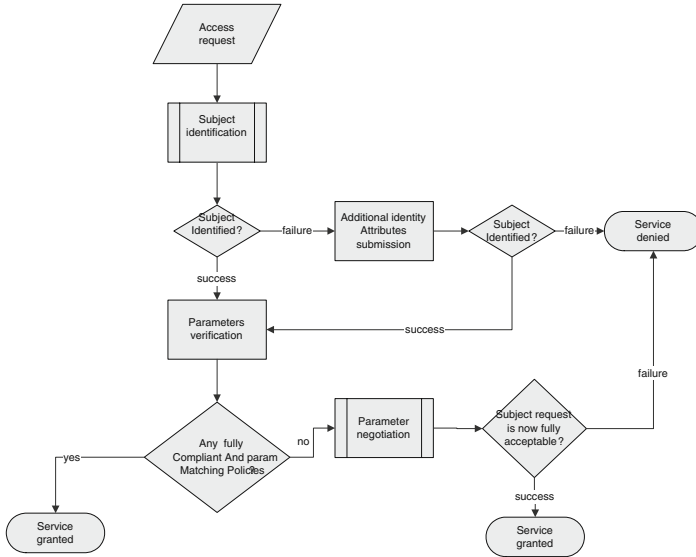 Access
request
Subject
identification
Subject
Identified?
failure
Additional identity
Attributes
submission
Subject
Identified?
failure
Service
denied
success
Parameters
verification
success
failure
Any fully
Compliant And param
Matching Policies?
yes
no
Parameter
negotiation
Subject request
is now fully
acceptable?
success
Service
granted
Service
granted